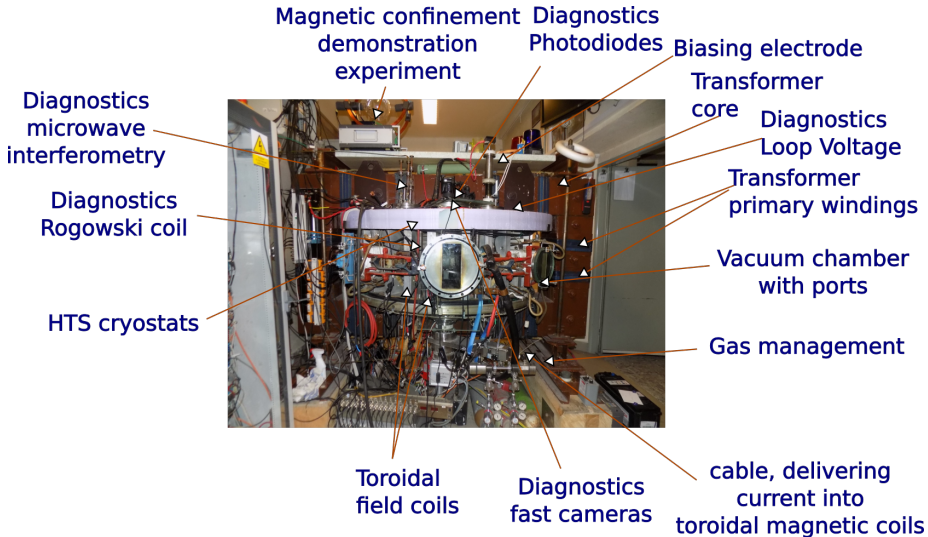 Magnetic confinement
demonstration
experiment
Diagnostics
Photodiodes
Biasing electrode
Transformer
core
Diagnostics
microwave
interferometry
Diagnostics
Loop Voltage
Transformer
primary windings
Diagnostics
Rogowski coil
Vacuum chamber
with ports
HTS cryostats
Gas management
Toroidal
field coils
Diagnostics
fast cameras
cable, delivering
current into
toroidal magnetic coils